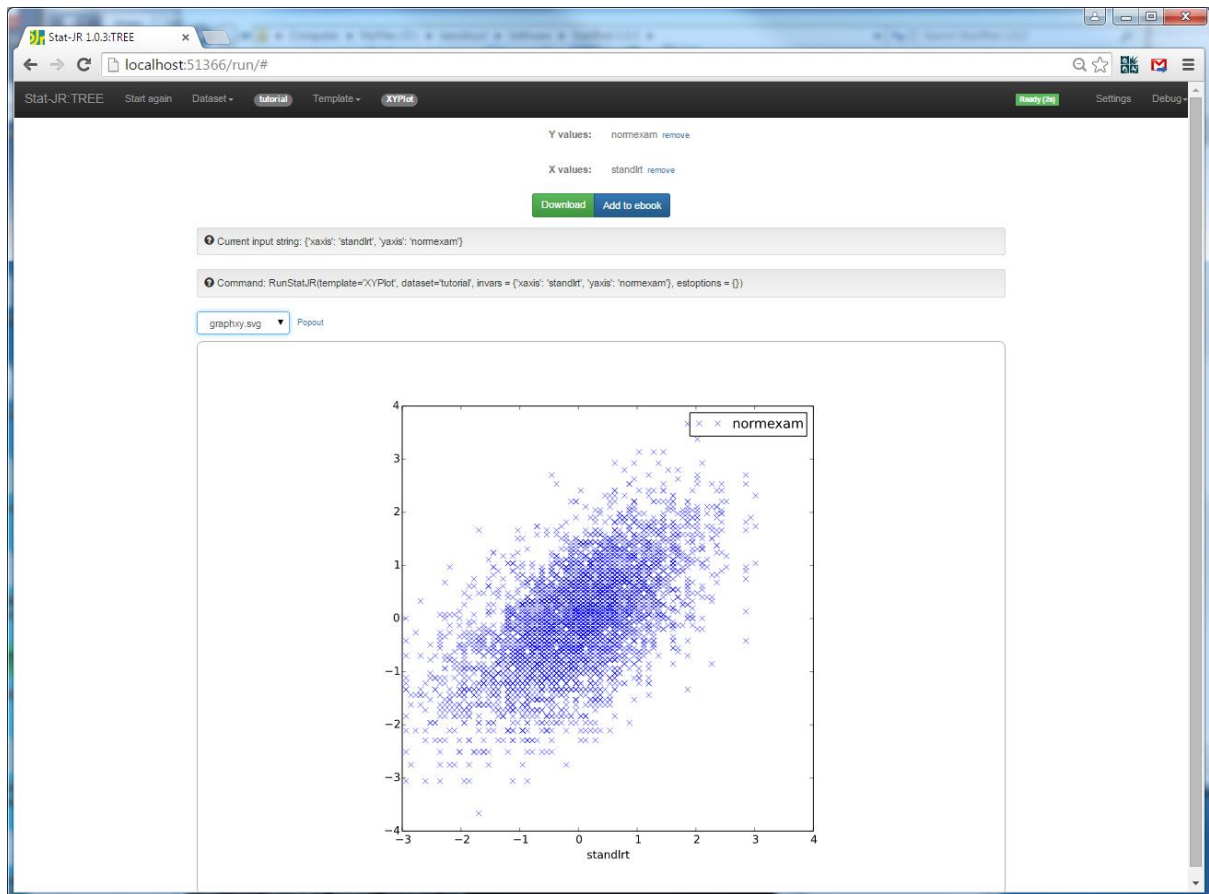 Stat-JR 1.0.3:TREE
localhost:51366/run/#
Stat-JR:TREE Start again Dataset tutorial Template XYPlot Ready (2s) Settings Debug
Y values: normexam remove
X values: standlrt remove
Download Add to ebook
Current input string: {'xaxis': 'standlrt', 'yaxis': 'normexam'}
Command: RunStatJR(template='XYPlot', dataset='tutorial', invars = {'xaxis': 'standlrt', 'yaxis': 'normexam'}, estoptions = {})
graphxy.svg Popout
normexam
4
3
2
1
0
−1
−2
−3
−4
−3 −2 −1 0 1 2 3 4
standlrt